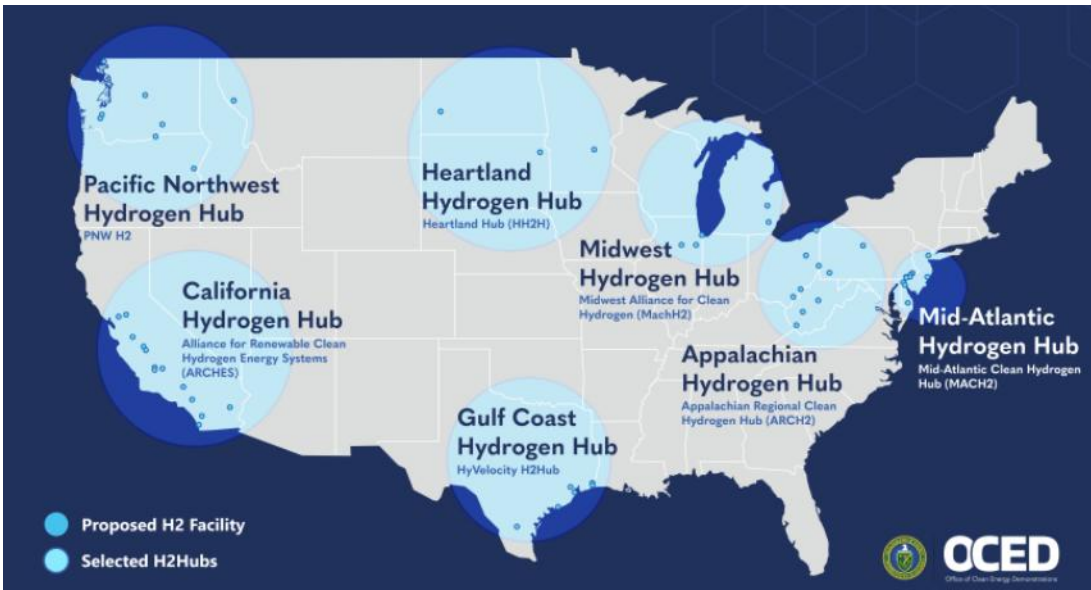 Pacific Northwest
Hydrogen Hub
PNW H2
Heartland
Hydrogen Hub
Heartland Hub (HH2H)
Midwest
Hydrogen Hub
Midwest Alliance for Clean
Hydrogen (MachH2)
California
Hydrogen Hub
Alliance for Renewable Clean
Hydrogen Energy Systems
(ARCHES)
Mid-Atlantic
Hydrogen Hub
Mid-Atlantic Clean Hydrogen
Hub (MACH2)
Appalachian
Hydrogen Hub
Appalachian Regional Clean
Hydrogen Hub (ARCH2)
Gulf Coast
Hydrogen Hub
HyVelocity H2Hub
Proposed H2 Facility
Selected H2Hubs
OCED
Office of Clean Energy Demonstrations